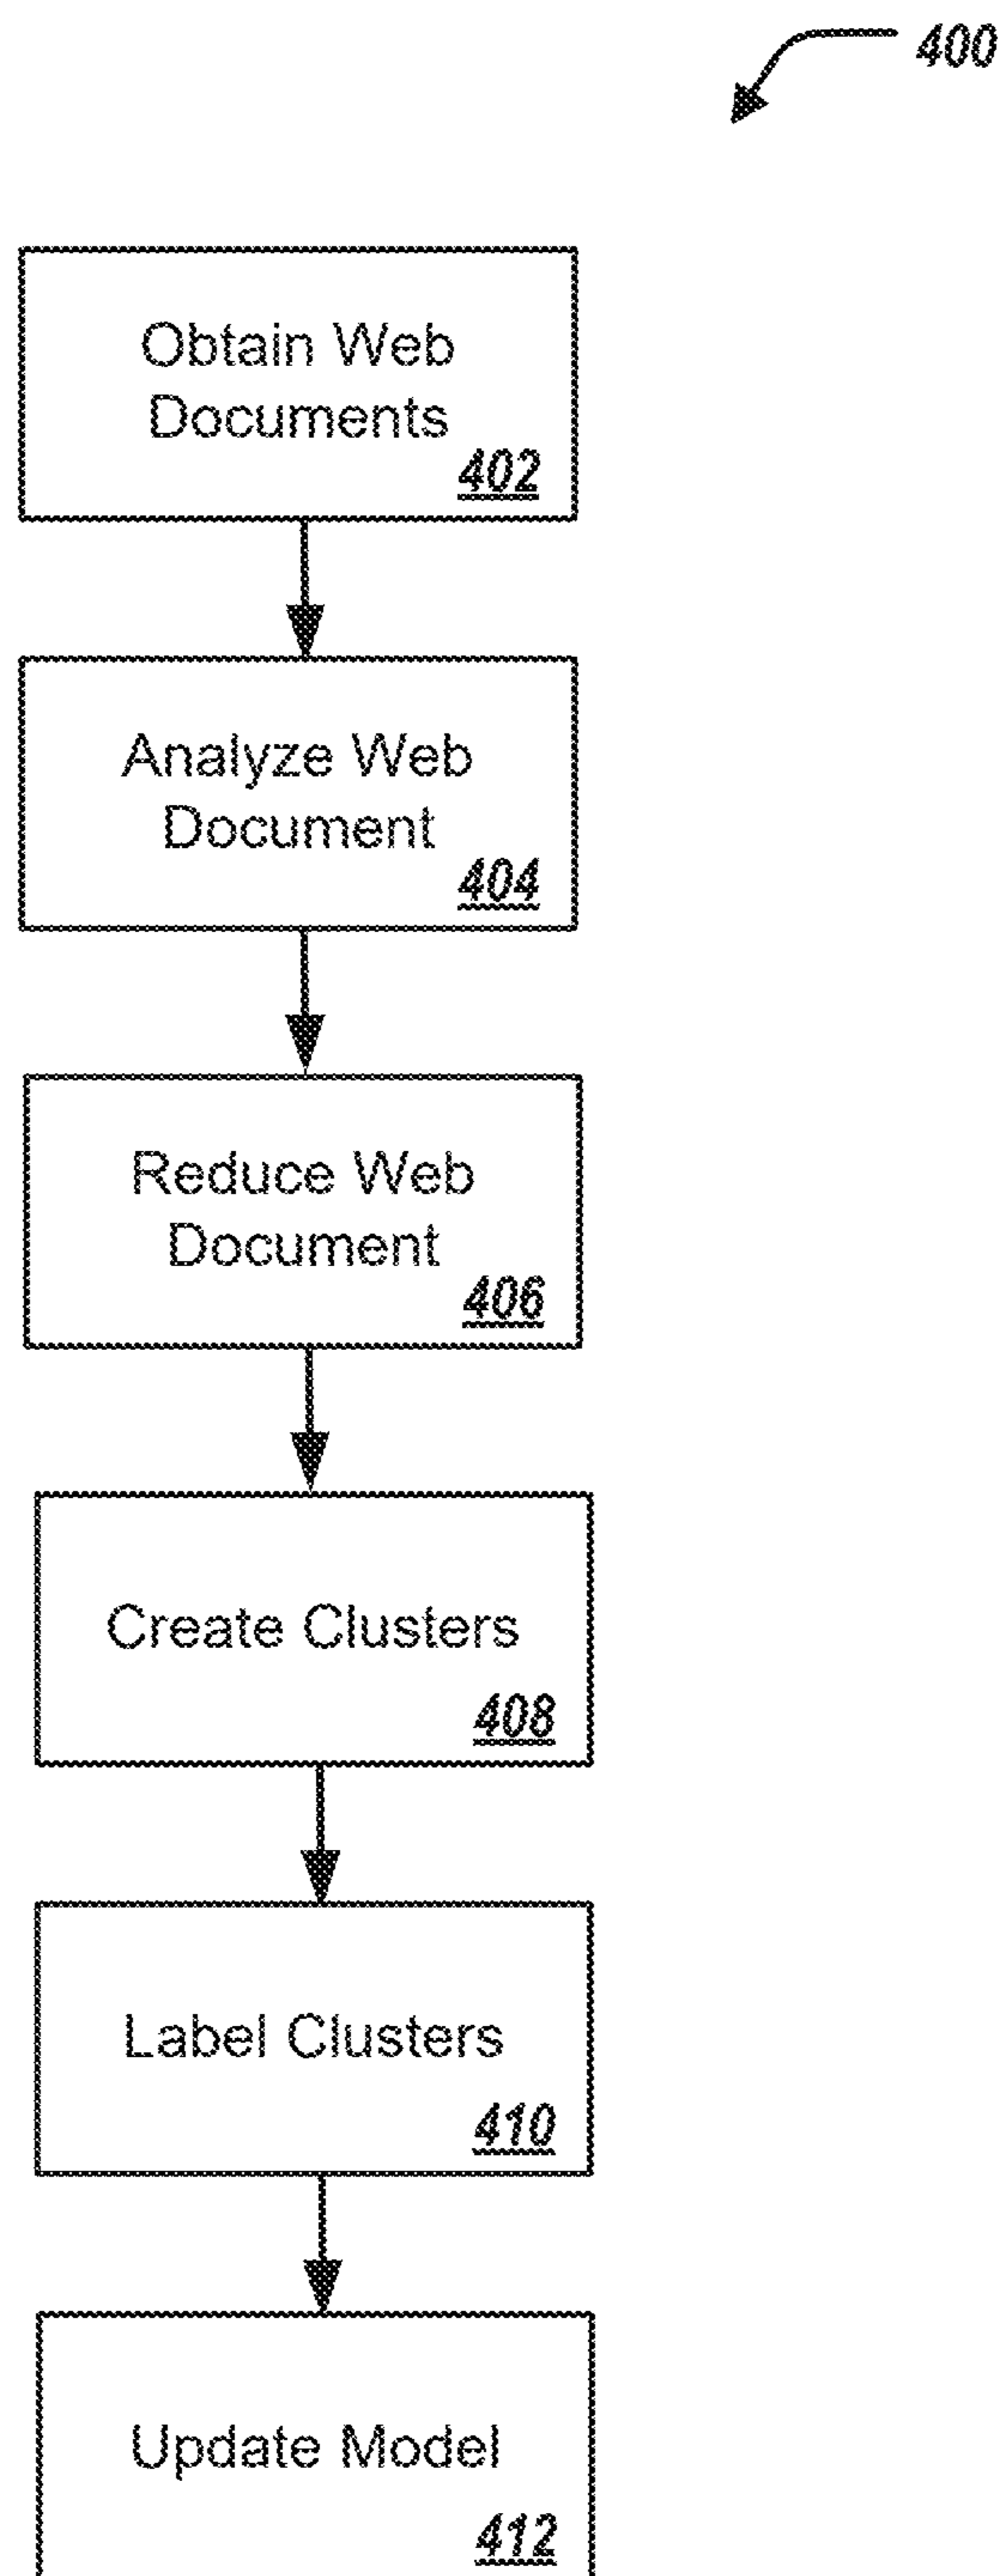 400
Obtain Web
Documents
402
Analyze Web
Document
404
Reduce Web
Document
406
Create Clusters
408
Label Clusters
410
Update Model
412